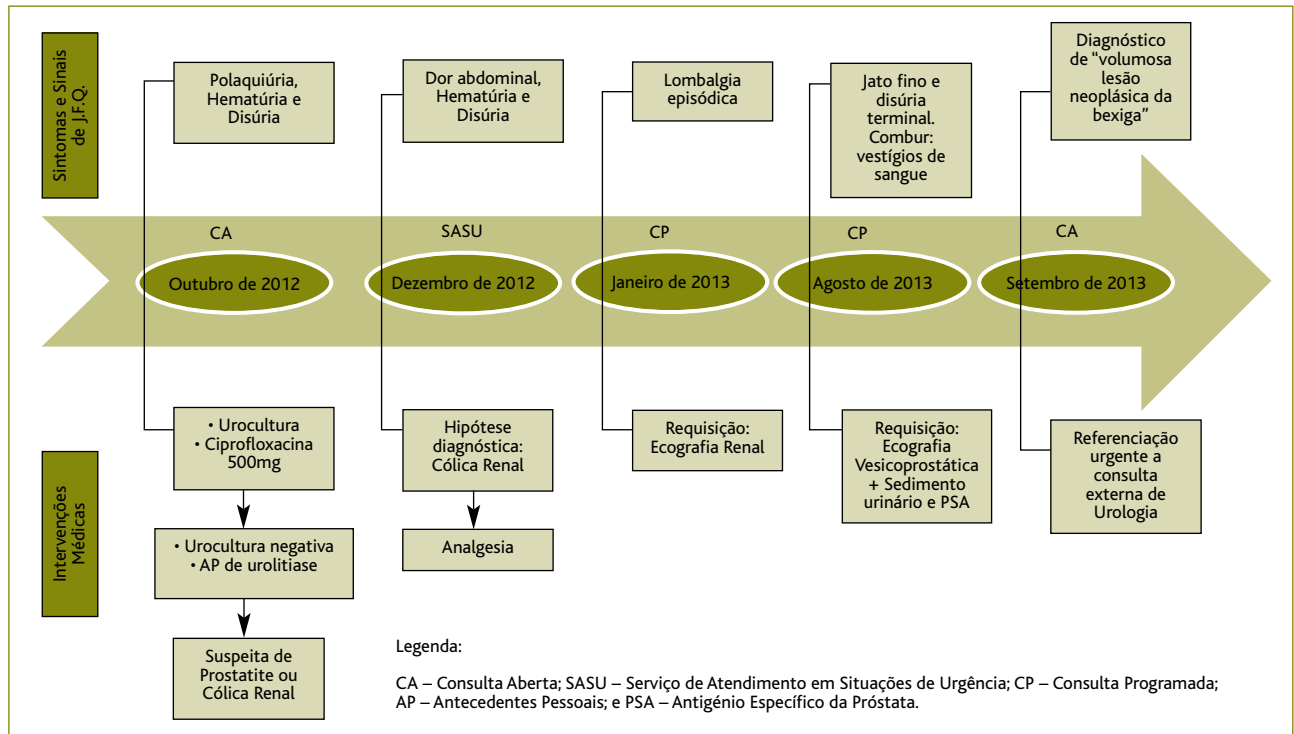 Sintomas e Sinais
de J.F.Q.
Polaquiúria,
Hematúria e
Disúria
Dor abdominal,
Hematúria e
Disúria
Lombalgia
episódica
Jato fino e
disúria
terminal.
Combur:
vestígios de
sangue
Diagnóstico
de “volumosa
lesão
neoplásica da
bexiga”
CA
SASU
CP
CP
CA
Outubro de 2012
Dezembro de 2012
Janeiro de 2013
Agosto de 2013
Setembro de 2013
Intervenções
Médicas
• Urocultura
• Ciprofloxacina
500mg
• Urocultura negativa
• AP de urolitiase
Suspeita de
Prostatite ou
Cólica Renal
Hipótese
diagnóstica:
Cólica Renal
Analgesia
Requisição:
Ecografia Renal
Requisição:
Ecografia
Vesicoprostática
+ Sedimento
urinário e PSA
Referenciação
urgente a
consulta
externa de
Urologia
Legenda:
CA – Consulta Aberta; SASU – Serviço de Atendimento em Situações de Urgência; CP – Consulta Programada;
AP – Antecedentes Pessoais; e PSA – Antigénio Específico da Próstata.